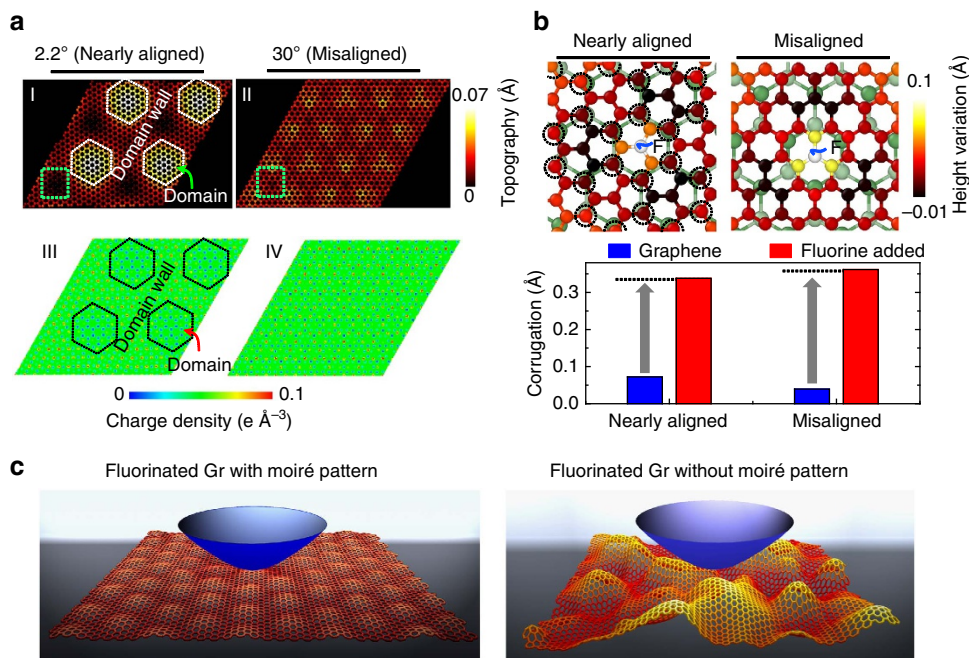 a
2.2° (Nearly aligned)
30° (Misaligned)
I
II
Domain wall
Domain
0.07
0
Topography (Å)
III
IV
Domain wall
Domain
0
0.1
Charge density (e Å⁻³)
b
Nearly aligned
Misaligned
F
F
0.1
–0.01
Height variation (Å)
Graphene
Fluorine added
Corrugation (Å)
0.3
0.2
0.1
0.0
Nearly aligned
Misaligned
c
Fluorinated Gr with moiré pattern
Fluorinated Gr without moiré pattern